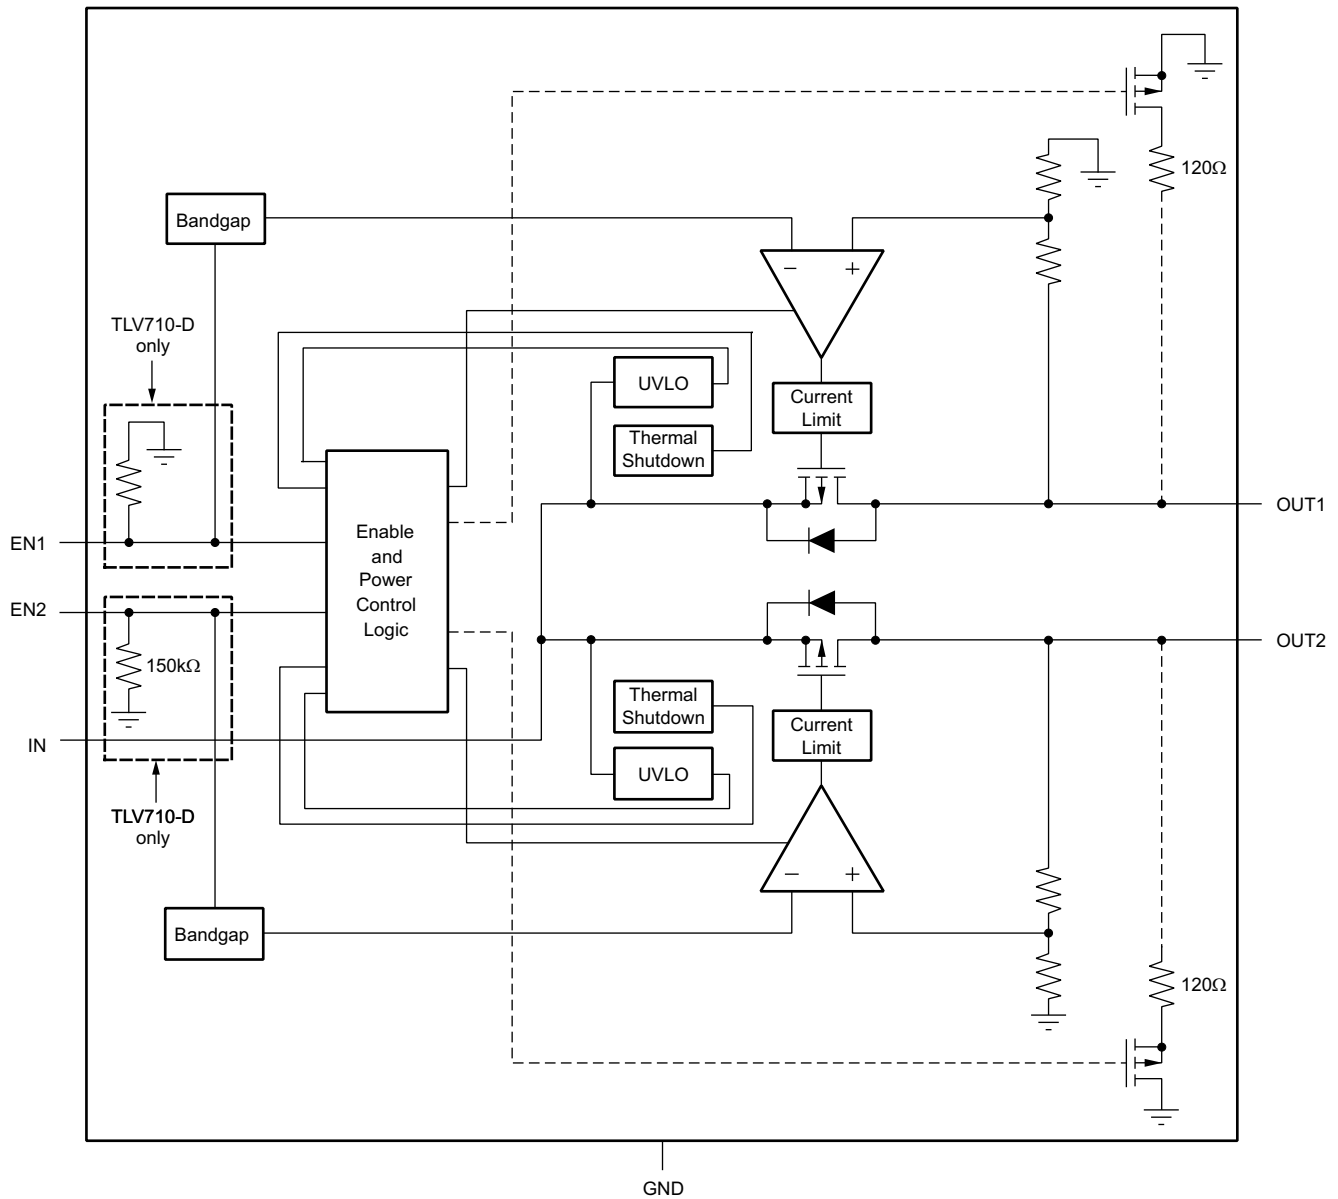 120Ω
Bandgap
− +
TLV710-D
only
UVLO
Current
Limit
Thermal
Shutdown
OUT1
EN1
Enable
and
Power
Control
Logic
EN2
OUT2
150kΩ
Thermal
Shutdown
Current
Limit
IN
UVLO
TLV710-D
only
− +
Bandgap
120Ω
GND